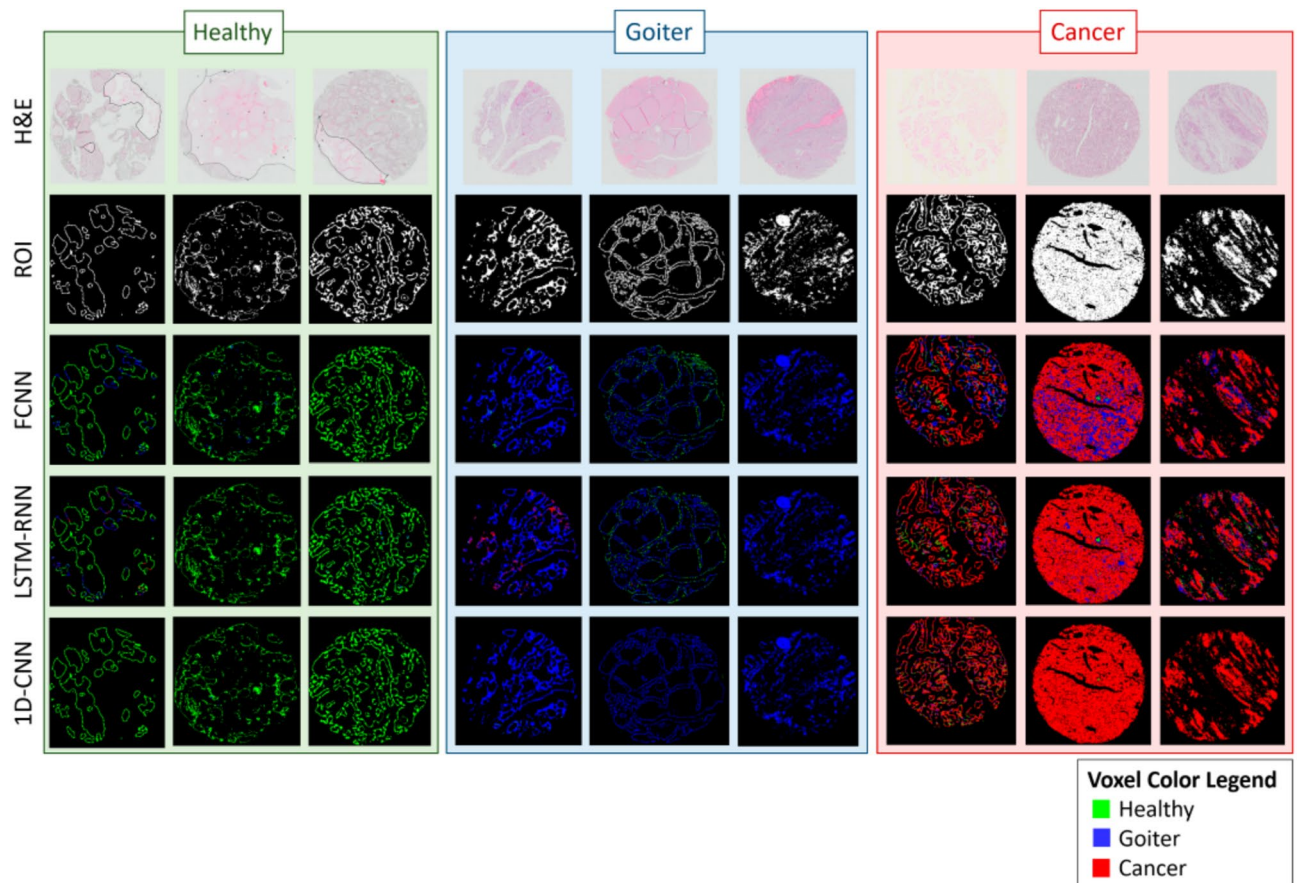 Healthy
Goiter
Cancer
H&E
ROI
FCNN
LSTM-RNN
1D-CNN
Voxel Color Legend
Healthy
Goiter
Cancer